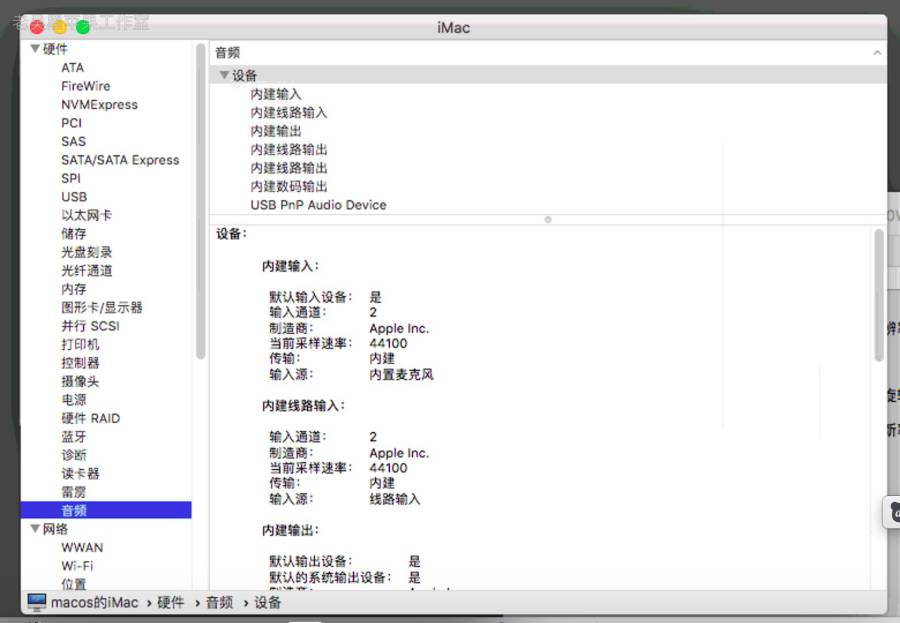 iMac
硬件
ATA
FireWire
NVMExpress
PCI
SAS
SATA/SATA Express
SPI
USB
以太网卡
储存
光盘刻录
光纤通道
内存
图形卡/显示器
并行 SCSI
打印机
控制器
摄像头
电源
硬件 RAID
蓝牙
诊断
读卡器
雷雳
音频
网络
WWAN
Wi-Fi
位置
音频
设备
内建输入
内建线路输入
内建输出
内建线路输出
内建线路输出
内建数码输出
USB PnP Audio Device
设备：
内建输入：
默认输入设备： 是
输入通道： 2
制造商： Apple Inc.
当前采样速率： 44100
传输： 内建
输入源： 内置麦克风
内建线路输入：
输入通道： 2
制造商： Apple Inc.
当前采样速率： 44100
传输： 内建
输入源： 线路输入
内建输出：
默认输出设备： 是
默认的系统输出设备： 是
macos的iMac › 硬件 › 音频 › 设备